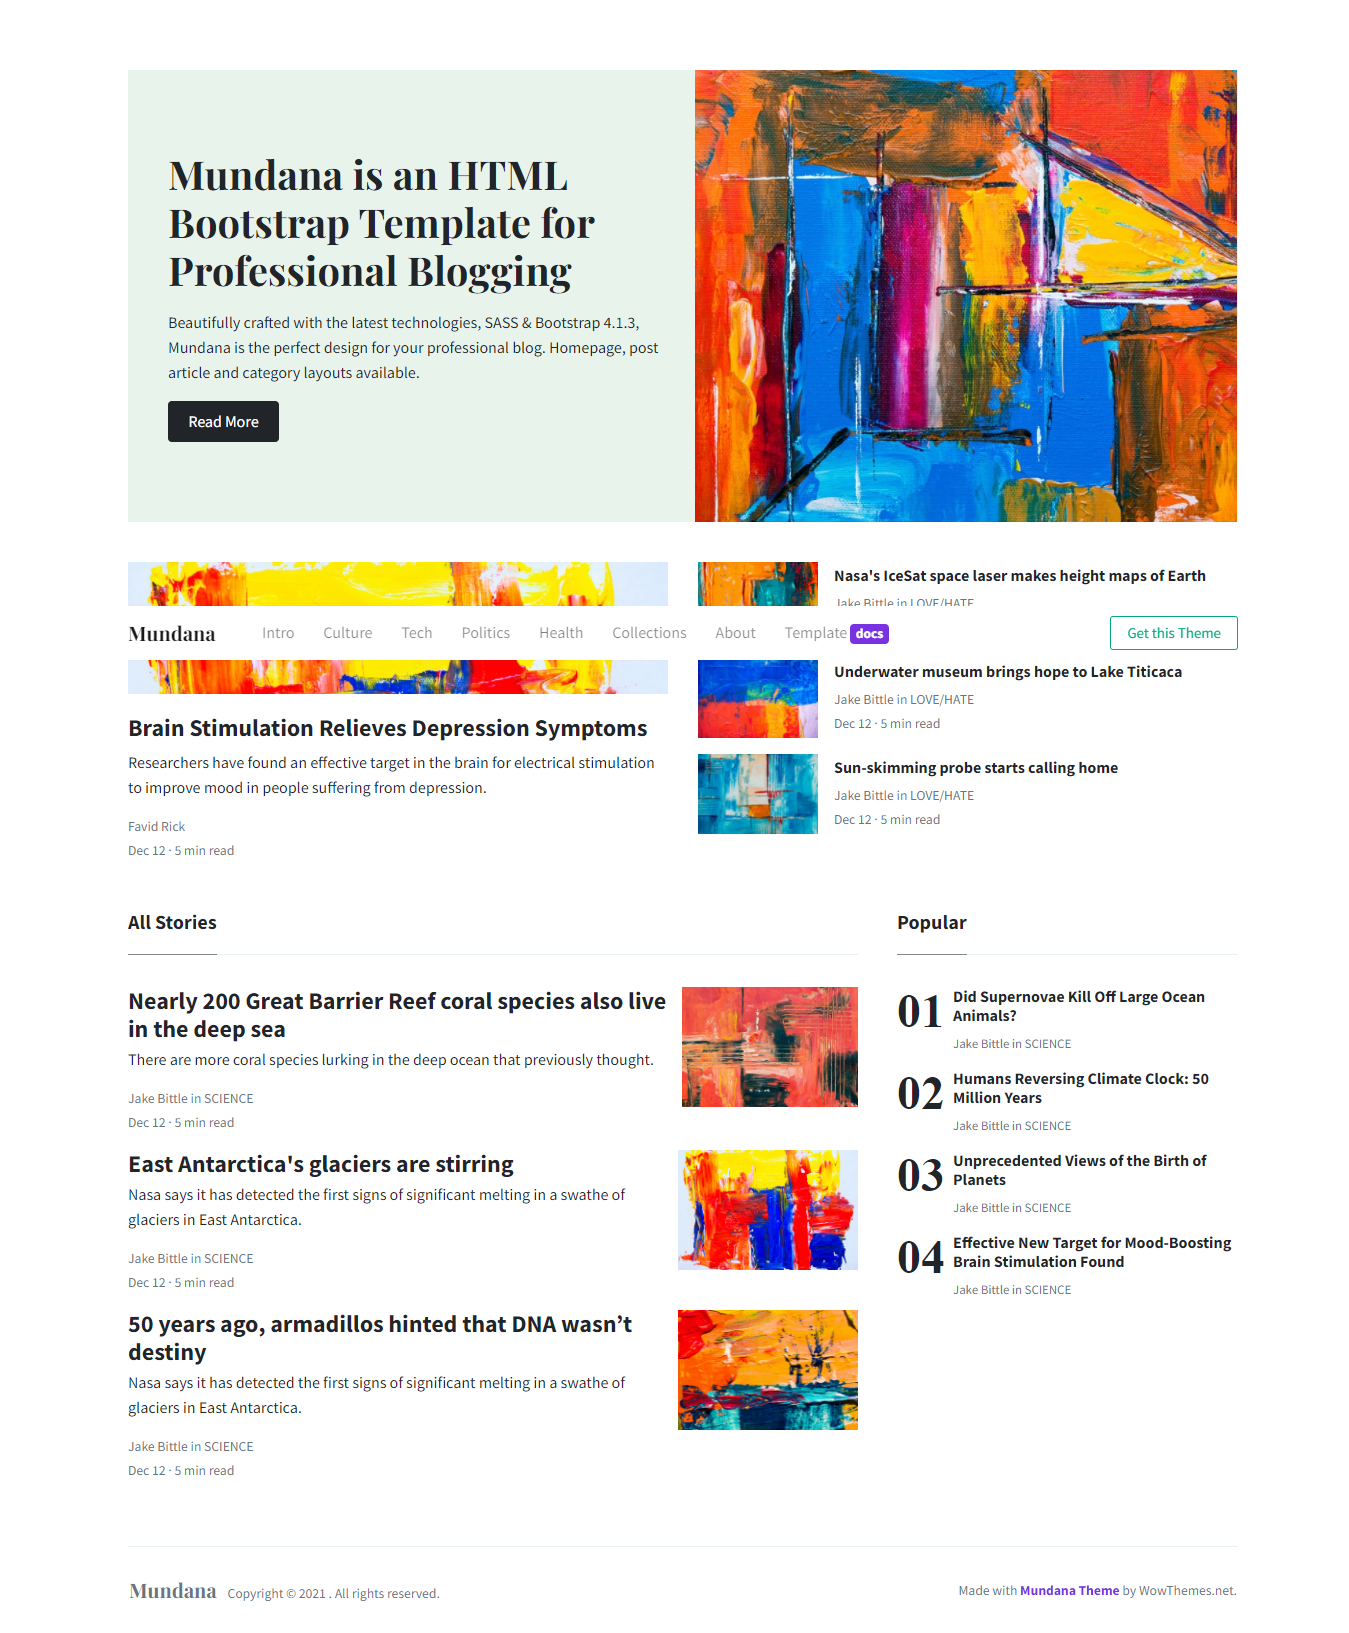 Mundana is an HTML
Bootstrap Template for
Professional Blogging
Beautifully crafted with the latest technologies, SASS & Bootstrap 4.1.3,
Mundana is the perfect design for your professional blog. Homepage, post
article and category layouts available.
Read More
Nasa's IceSat space laser makes height maps of Earth
Jake Bittle in LOVE/HATE
Mundana Intro Culture Tech Politics Health Collections About Template docs Get this Theme
Brain Stimulation Relieves Depression Symptoms
Researchers have found an effective target in the brain for electrical stimulation
to improve mood in people suffering from depression.
Favid Rick
Dec 12 · 5 min read
Underwater museum brings hope to Lake Titicaca
Jake Bittle in LOVE/HATE
Dec 12 · 5 min read
Sun-skimming probe starts calling home
Jake Bittle in LOVE/HATE
Dec 12 · 5 min read
All Stories
Nearly 200 Great Barrier Reef coral species also live
in the deep sea
There are more coral species lurking in the deep ocean that previously thought.
Jake Bittle in SCIENCE
Dec 12 · 5 min read
East Antarctica's glaciers are stirring
Nasa says it has detected the first signs of significant melting in a swathe of
glaciers in East Antarctica.
Jake Bittle in SCIENCE
Dec 12 · 5 min read
50 years ago, armadillos hinted that DNA wasn’t
destiny
Nasa says it has detected the first signs of significant melting in a swathe of
glaciers in East Antarctica.
Jake Bittle in SCIENCE
Dec 12 · 5 min read
Popular
01 Did Supernovae Kill Off Large Ocean
Animals?
Jake Bittle in SCIENCE
02 Humans Reversing Climate Clock: 50
Million Years
Jake Bittle in SCIENCE
03 Unprecedented Views of the Birth of
Planets
Jake Bittle in SCIENCE
04 Effective New Target for Mood-Boosting
Brain Stimulation Found
Jake Bittle in SCIENCE
Mundana Copyright © 2021 . All rights reserved.
Made with Mundana Theme by WowThemes.net.